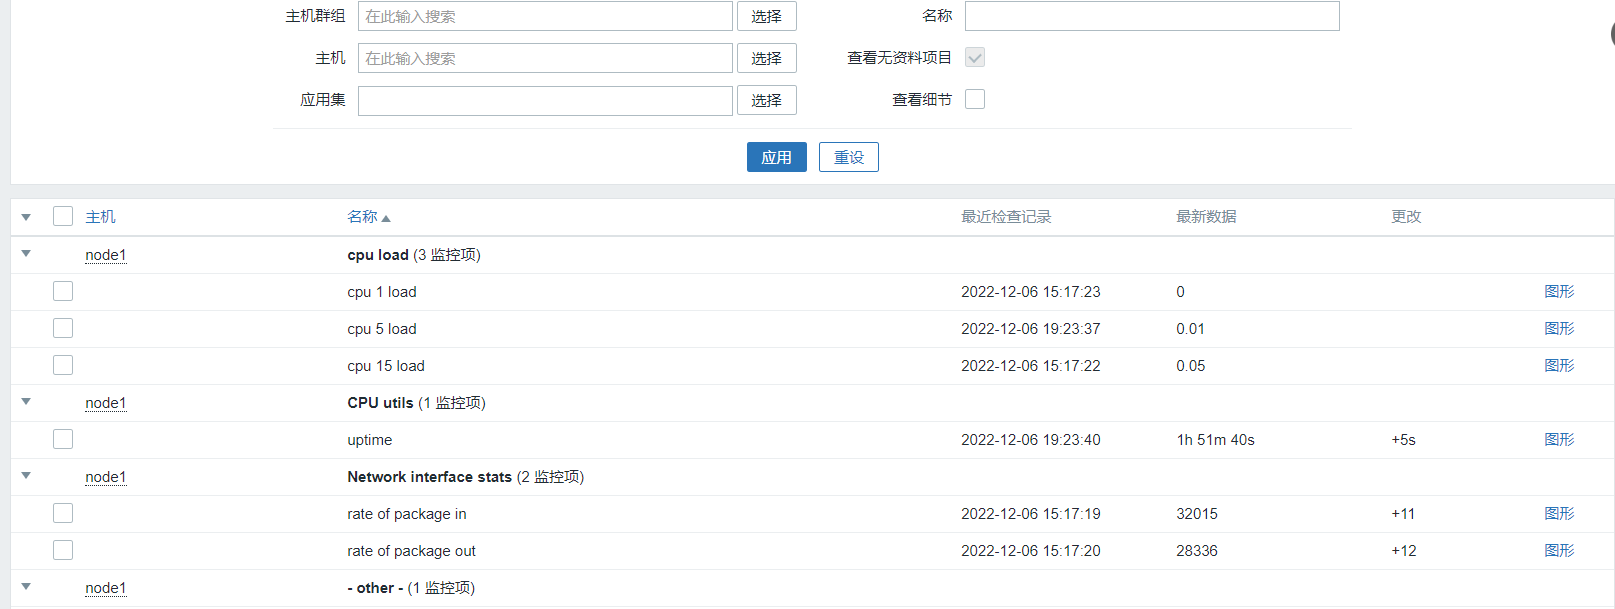 主机群组 在此输入搜索 选择 名称
主机 在此输入搜索 选择 查看无资料项目
应用集 选择 查看细节
应用 重设
主机 名称 最近检查记录 最新数据 更改
node1 cpu load (3 监控项)
cpu 1 load 2022-12-06 15:17:23 0 图形
cpu 5 load 2022-12-06 19:23:37 0.01 图形
cpu 15 load 2022-12-06 15:17:22 0.05 图形
node1 CPU utils (1 监控项)
uptime 2022-12-06 19:23:40 1h 51m 40s +5s 图形
node1 Network interface stats (2 监控项)
rate of package in 2022-12-06 15:17:19 32015 +11 图形
rate of package out 2022-12-06 15:17:20 28336 +12 图形
node1 - other - (1 监控项)